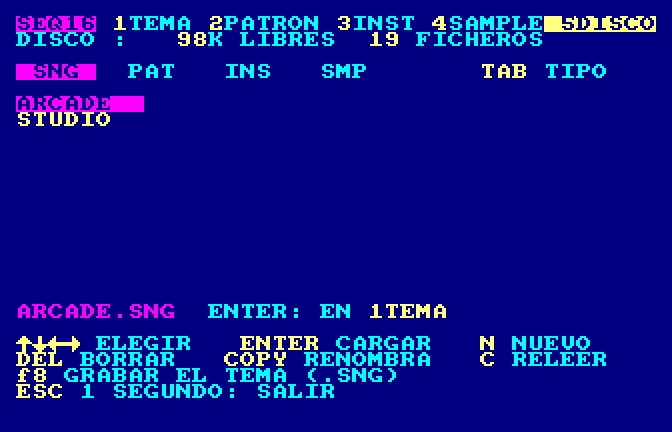 SEQ16 1TEMA 2PATRON 3INST 4SAMPLE 5DISCO
DISCO : 98K LIBRES 19 FICHEROS
SNG PAT INS SMP TAB TIPO
ARCADE
STUDIO
ARCADE.SNG ENTER: EN 1TEMA
↑↓←→ ELEGIR ENTER CARGAR N NUEVO
DEL BORRAR COPY RENOMBRA C RELEER
f8 GRABAR EL TEMA (.SNG)
ESC 1 SEGUNDO: SALIR